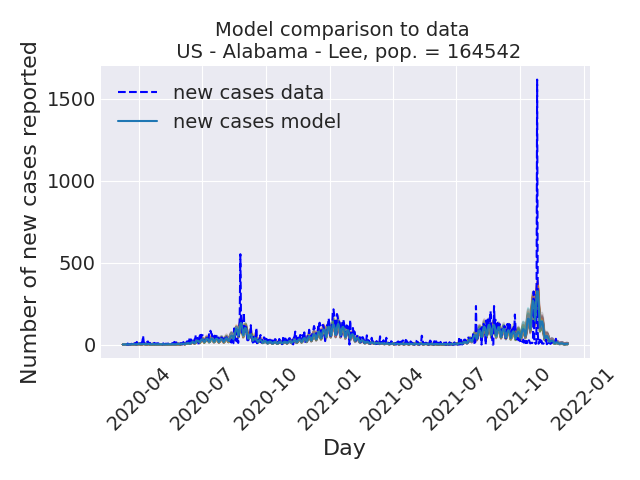 Model comparison to data
US - Alabama - Lee, pop. = 164542
Number of new cases reported
new cases data
new cases model
1500
1000
500
0
2020-04
2020-07
2020-10
2021-01
2021-04
2021-07
2021-10
2022-01
Day